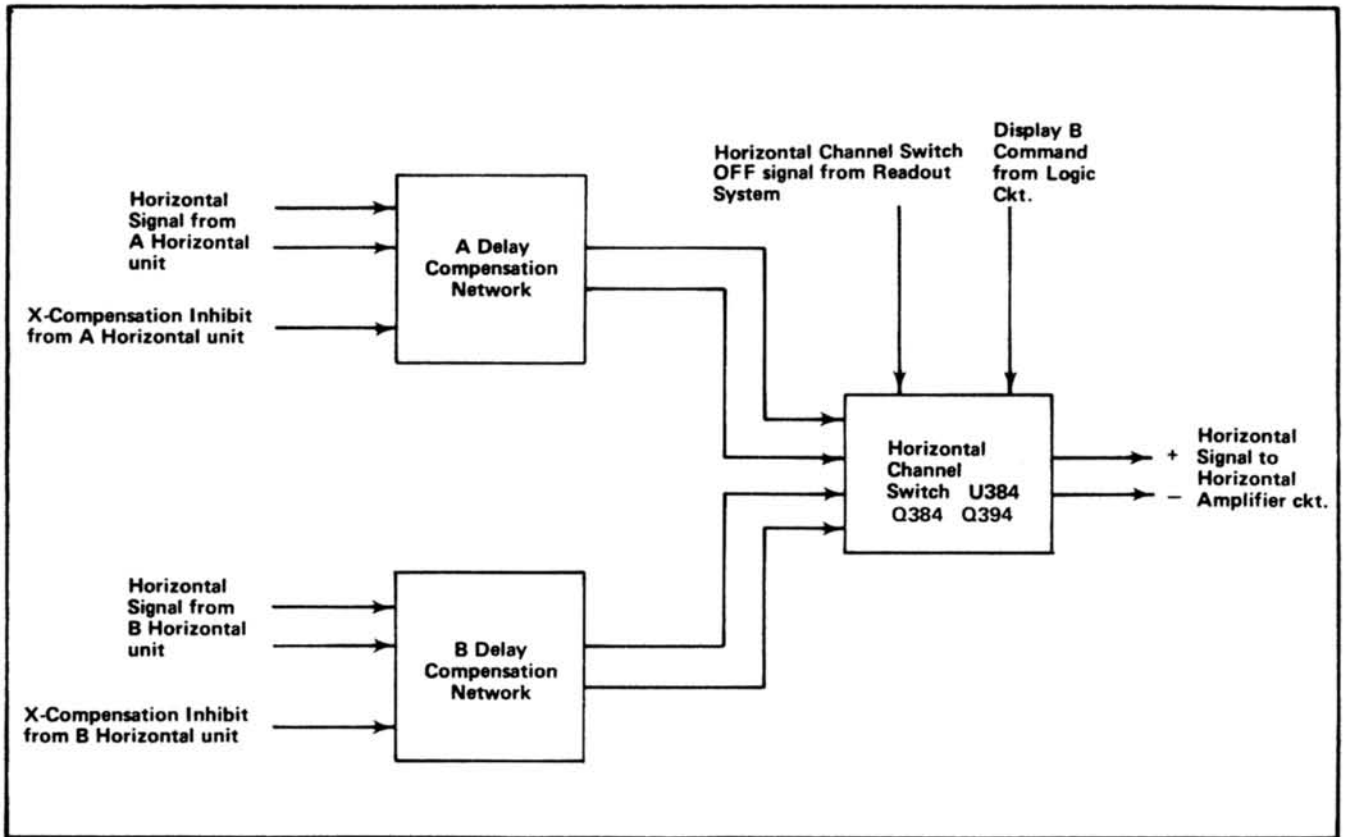 Horizontal
Signal from
A Horizontal
unit
X-Compensation Inhibit
from A Horizontal unit
A Delay
Compensation
Network
Horizontal Channel Switch
OFF signal from Readout
System
Display B
Command
from Logic
Ckt.
Horizontal
Channel
Switch U384
Q384 Q394
+
−
Horizontal
Signal to
Horizontal
Amplifier ckt.
Horizontal
Signal from
B Horizontal
unit
X-Compensation Inhibit
from B Horizontal unit
B Delay
Compensation
Network